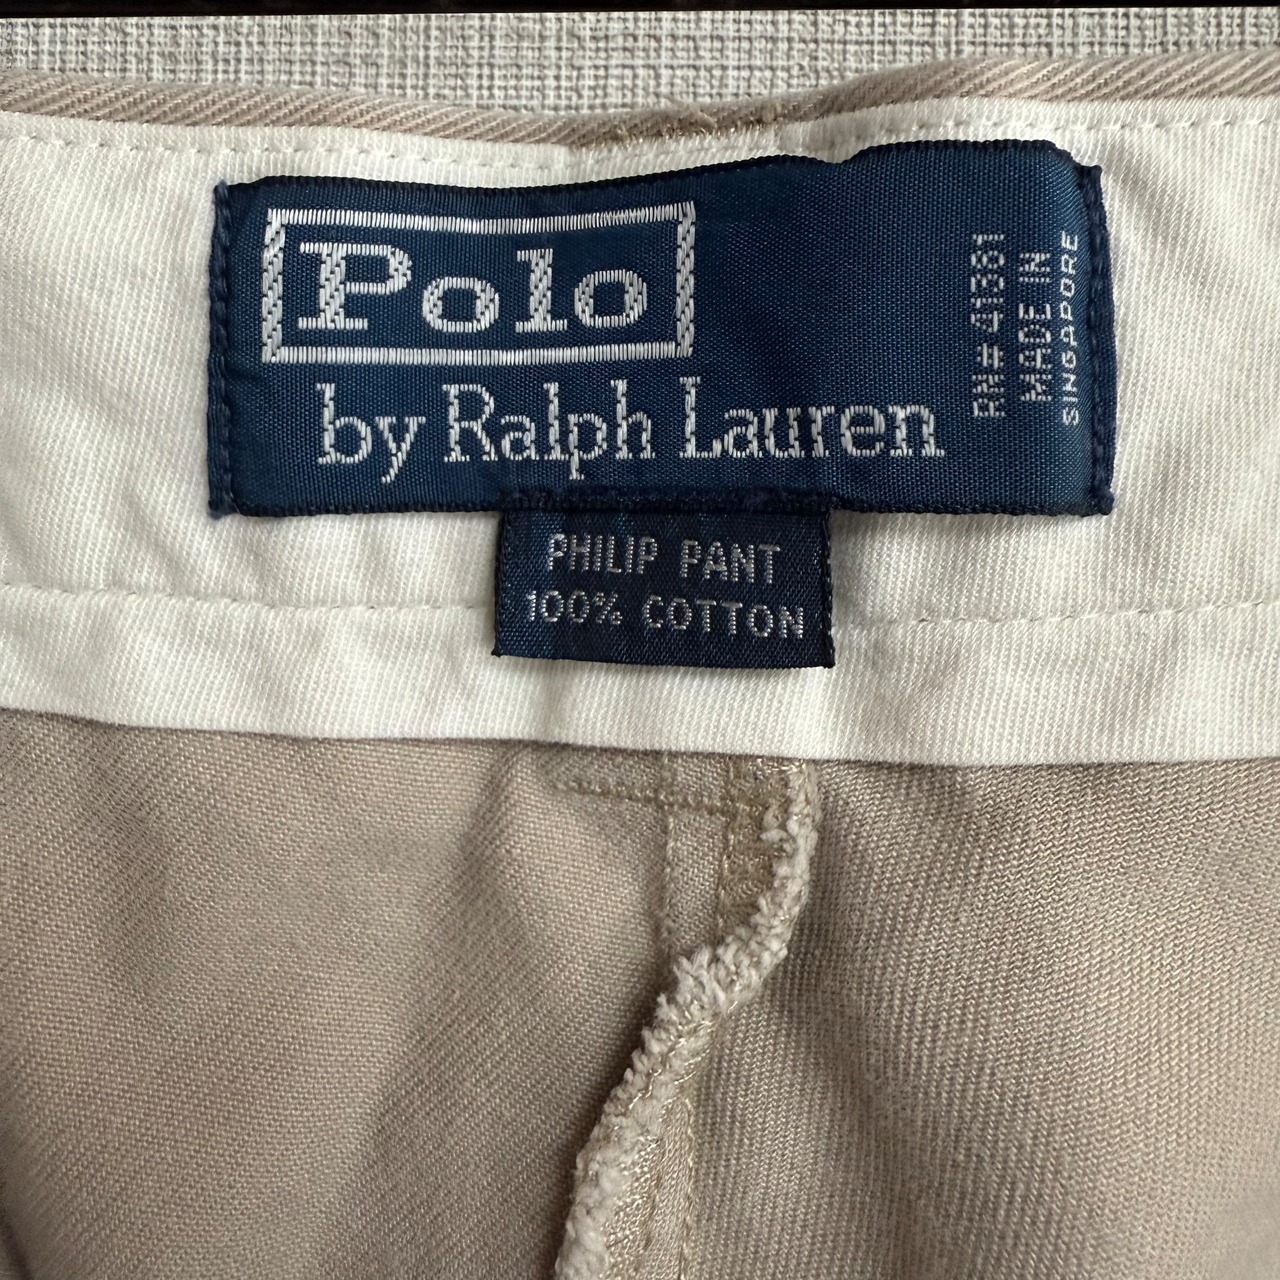 Polo
by Ralph Lauren
RN# 41381
MADE IN
SINGAPORE
PHILIP PANT
100% COTTON